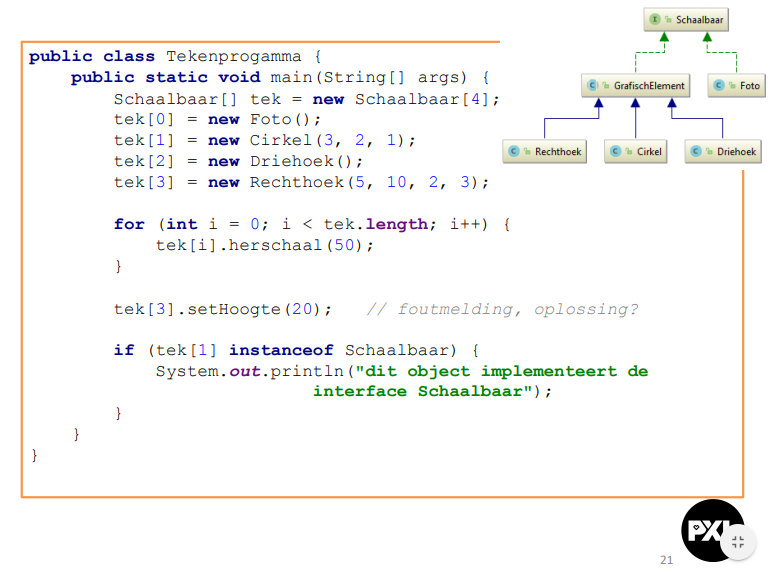 Schaalbaar
GrafischElement
Foto
Rechthoek
Cirkel
Driehoek
public class Tekenprogamma {
    public static void main(String[] args) {
        Schaalbaar[] tek = new Schaalbaar[4];
        tek[0] = new Foto();
        tek[1] = new Cirkel(3, 2, 1);
        tek[2] = new Driehoek();
        tek[3] = new Rechthoek(5, 10, 2, 3);

        for (int i = 0; i < tek.length; i++) {
            tek[i].herschaal(50);
        }

        tek[3].setHoogte(20);   // foutmelding, oplossing?

        if (tek[1] instanceof Schaalbaar) {
            System.out.println("dit object implementeert de
                           interface Schaalbaar");
        }
    }
}
PXL
21